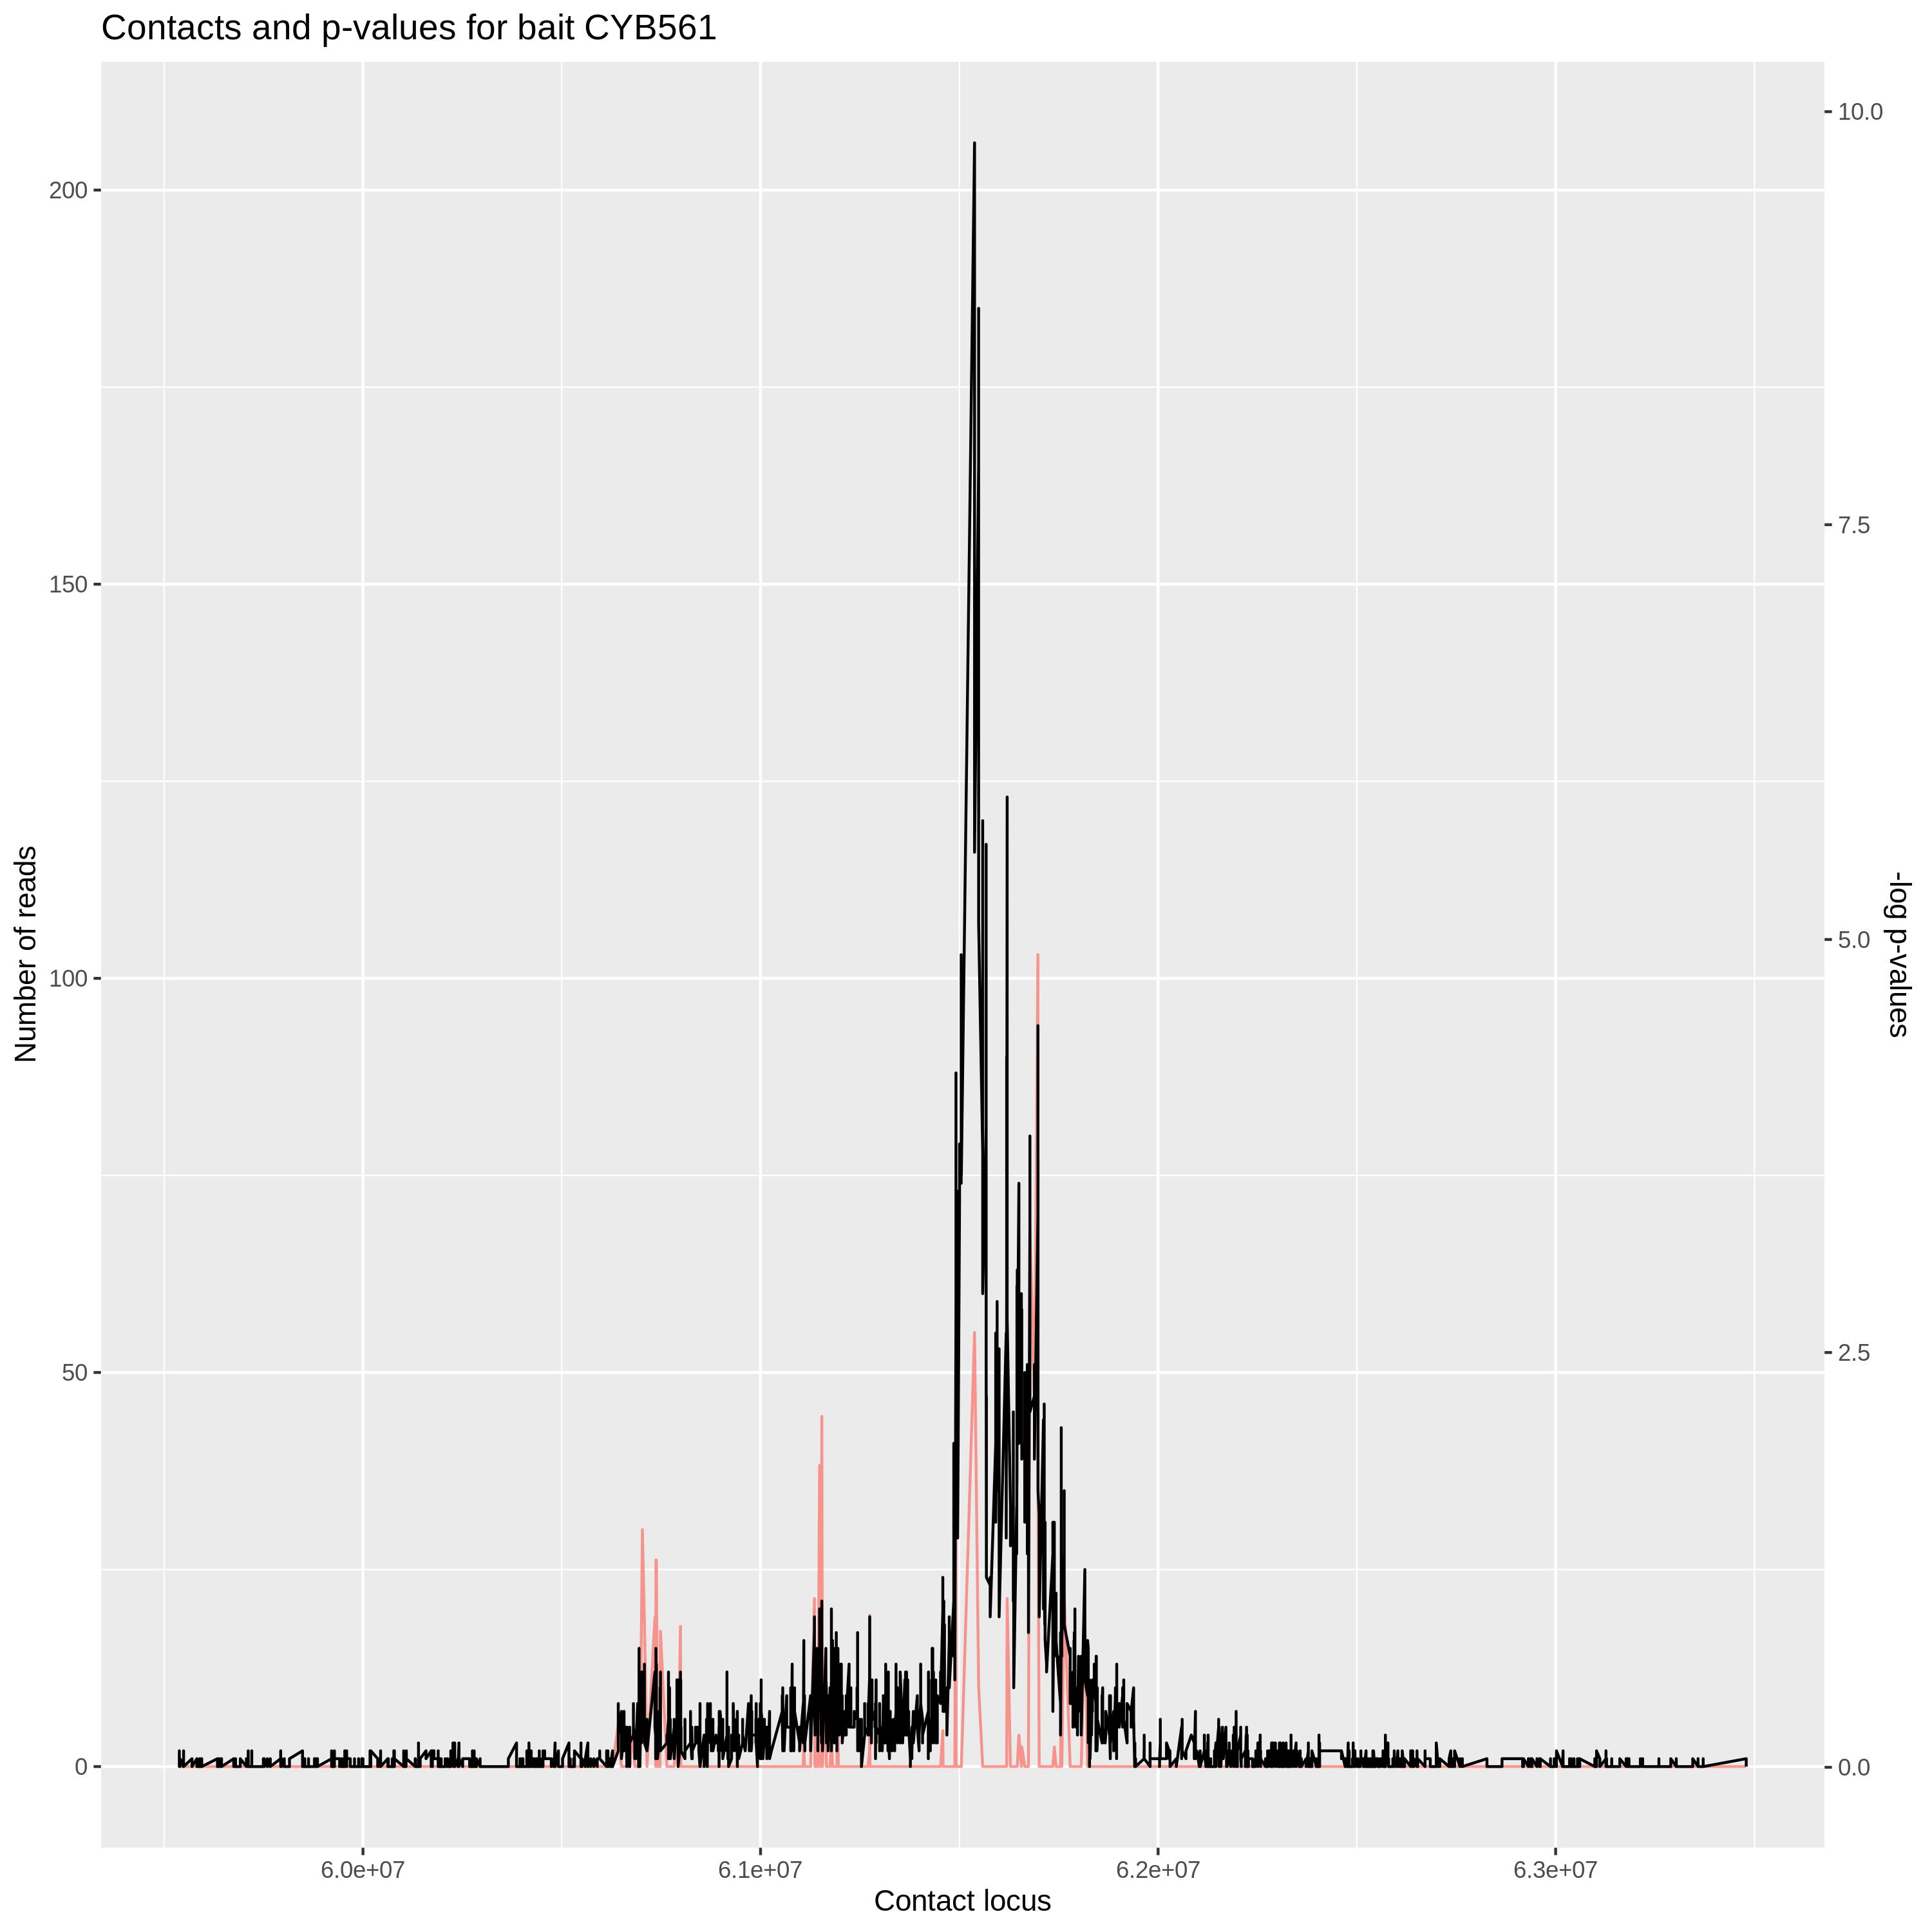 Contacts and p-values for bait CYB561
Number of reads
200
150
100
50
0
10.0
7.5
5.0
2.5
0.0
-log p-values
6.0e+07
6.1e+07
6.2e+07
6.3e+07
Contact locus